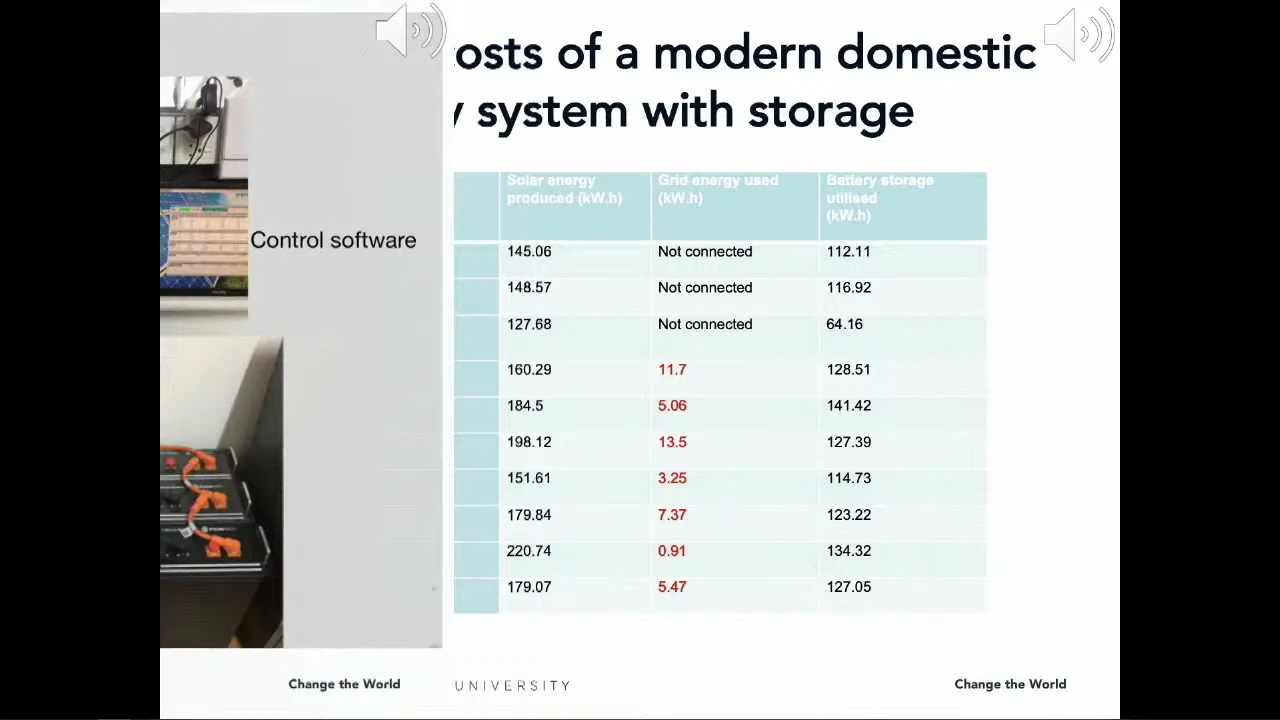 osts of a modern domestic
y system with storage
Control software
Solar energy produced (kW.h) Grid energy used (kW.h) Battery storage utilised (kW.h)
145.06 Not connected 112.11
148.57 Not connected 116.92
127.68 Not connected 64.16
160.29 11.7 128.51
184.5 5.06 141.42
198.12 13.5 127.39
151.61 3.25 114.73
179.84 7.37 123.22
220.74 0.91 134.32
179.07 5.47 127.05
Change the World UNIVERSITY Change the World